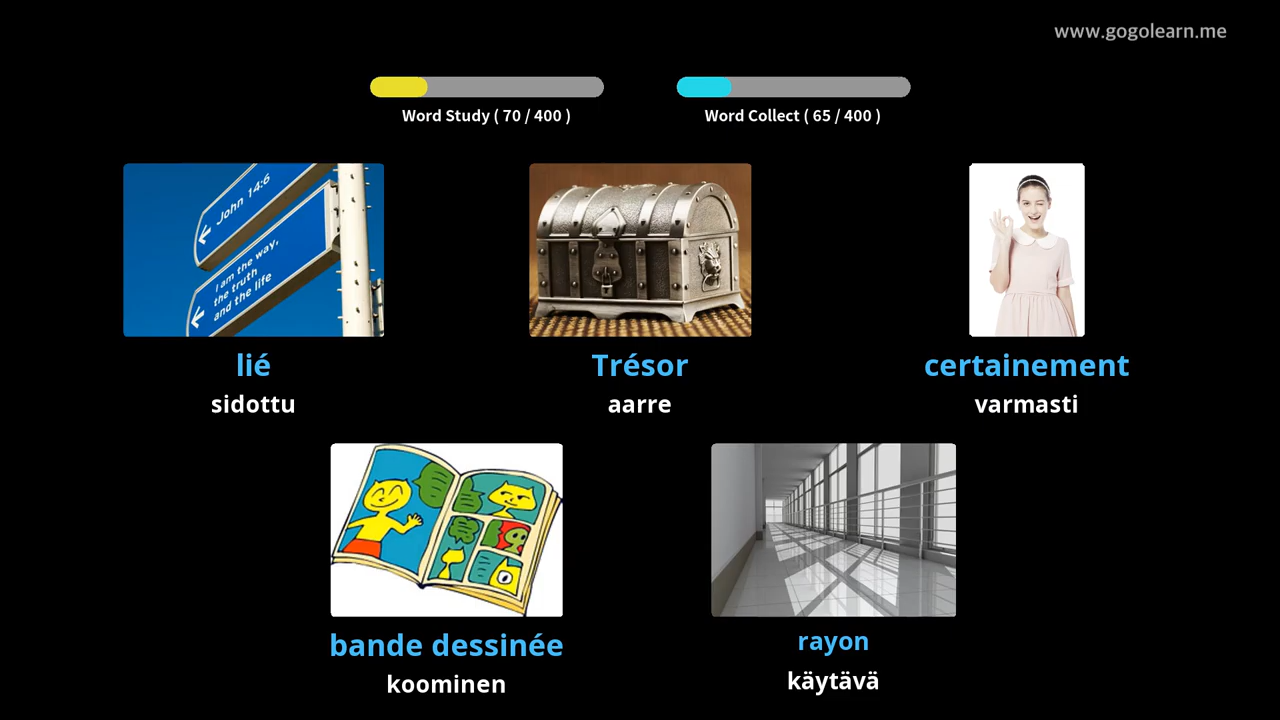 www.gogolearn.me
Word Study ( 70 / 400 )
Word Collect ( 65 / 400 )
John 14:6
I am the way,
the truth
and the life
lié
sidottu
Trésor
aarre
certainement
varmasti
bande dessinée
koominen
rayon
käytävä